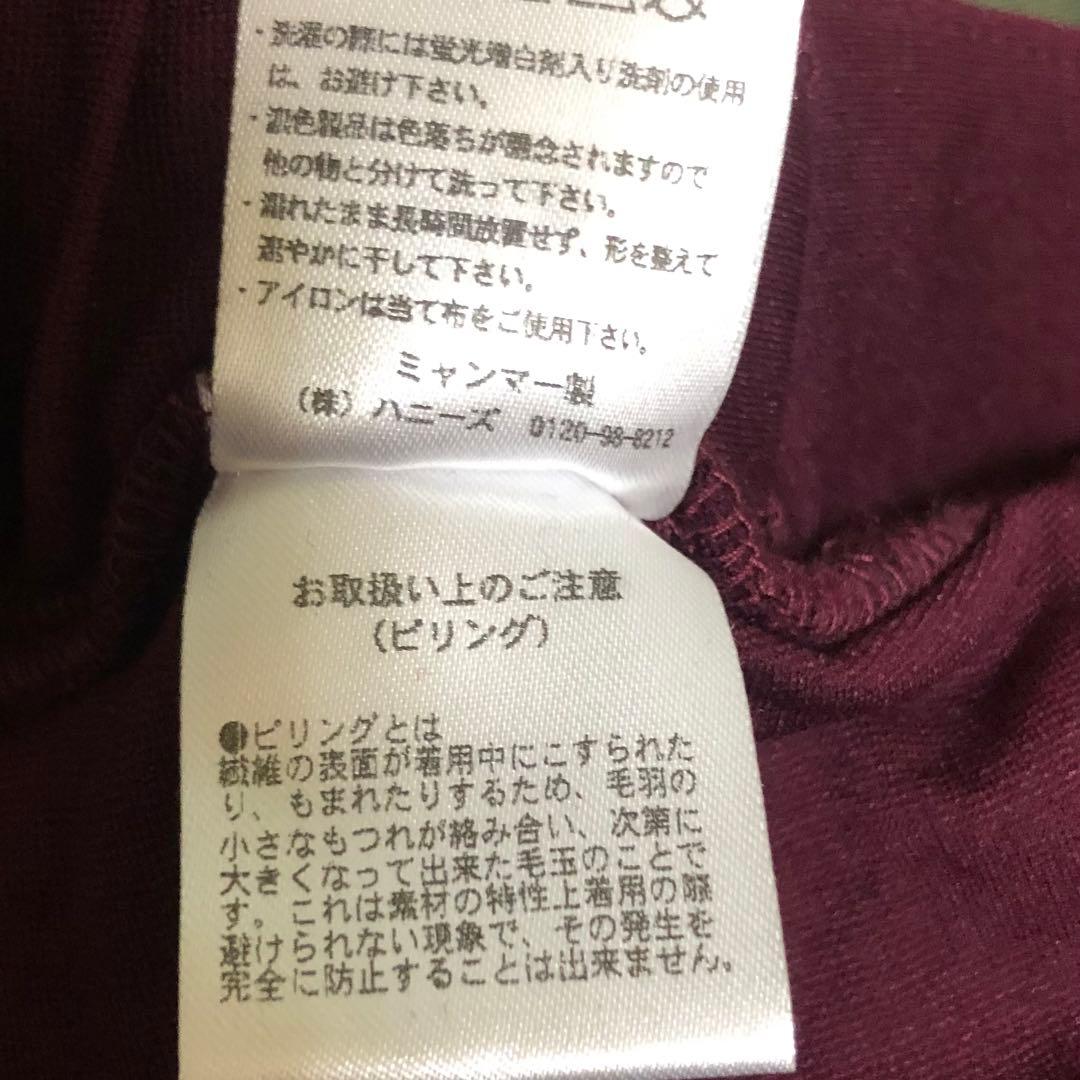 ・洗濯の際には蛍光増白剤入り洗剤の使用
は、お避け下さい。
・濃色製品は色落ちが懸念されますので
他の物と分けて洗って下さい。
・濡れたまま長時間放置せず、形を整えて
速やかに干して下さい。
・アイロンは当て布をご使用下さい。
ミャンマー製
(株)ハニーズ 0120-98-8212
お取扱い上のご注意
(ピリング)
●ピリングとは
繊維の表面が着用中にこすられた
り、もまれたりするため、毛羽の
小さなもつれが絡み合い、次第に
大きくなって出来た毛玉のことで
す。これは素材の特性上着用の際
避けられない現象で、その発生を
完全に防止することは出来ません。